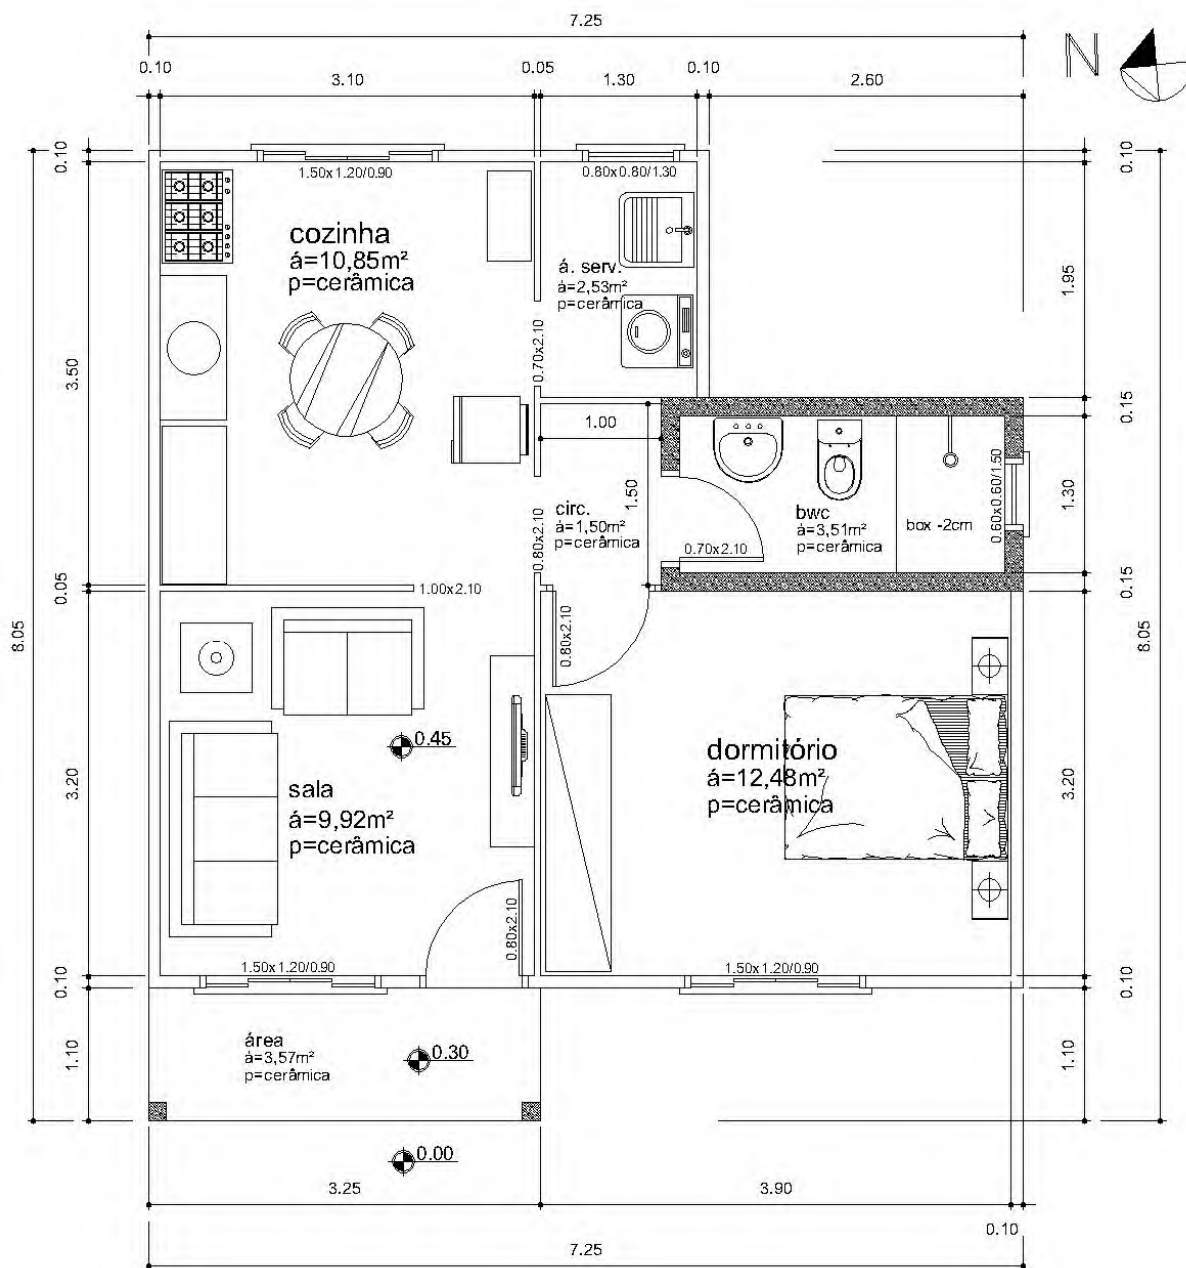 7.25
N
0.10
3.10
0.05
1.30
0.10
2.60
0.10
0.10
1.50x1.20/0.90
0.80x0.80/1.30
cozinha
á=10,85m²
p=cerâmica
á. serv.
á=2,53m²
p=cerâmica
1.95
3.50
0.70x2.10
0.15
1.00
1.50
circ.
á=1,50m²
p=cerâmica
0.80x2.10
bwc
á=3,51m²
p=cerâmica
box -2cm
0.60x0.60/1.50
1.30
0.70x2.10
0.05
1.00x2.10
0.15
8.05
8.05
0.80x2.10
0.45
dormitório
á=12,48m²
p=cerâmica
3.20
3.20
sala
á=9,92m²
p=cerâmica
0.80x2.10
1.50x1.20/0.90
1.50x1.20/0.90
0.10
0.10
área
á=3,57m²
p=cerâmica
0.30
1.10
1.10
0.00
3.25
3.90
0.10
7.25